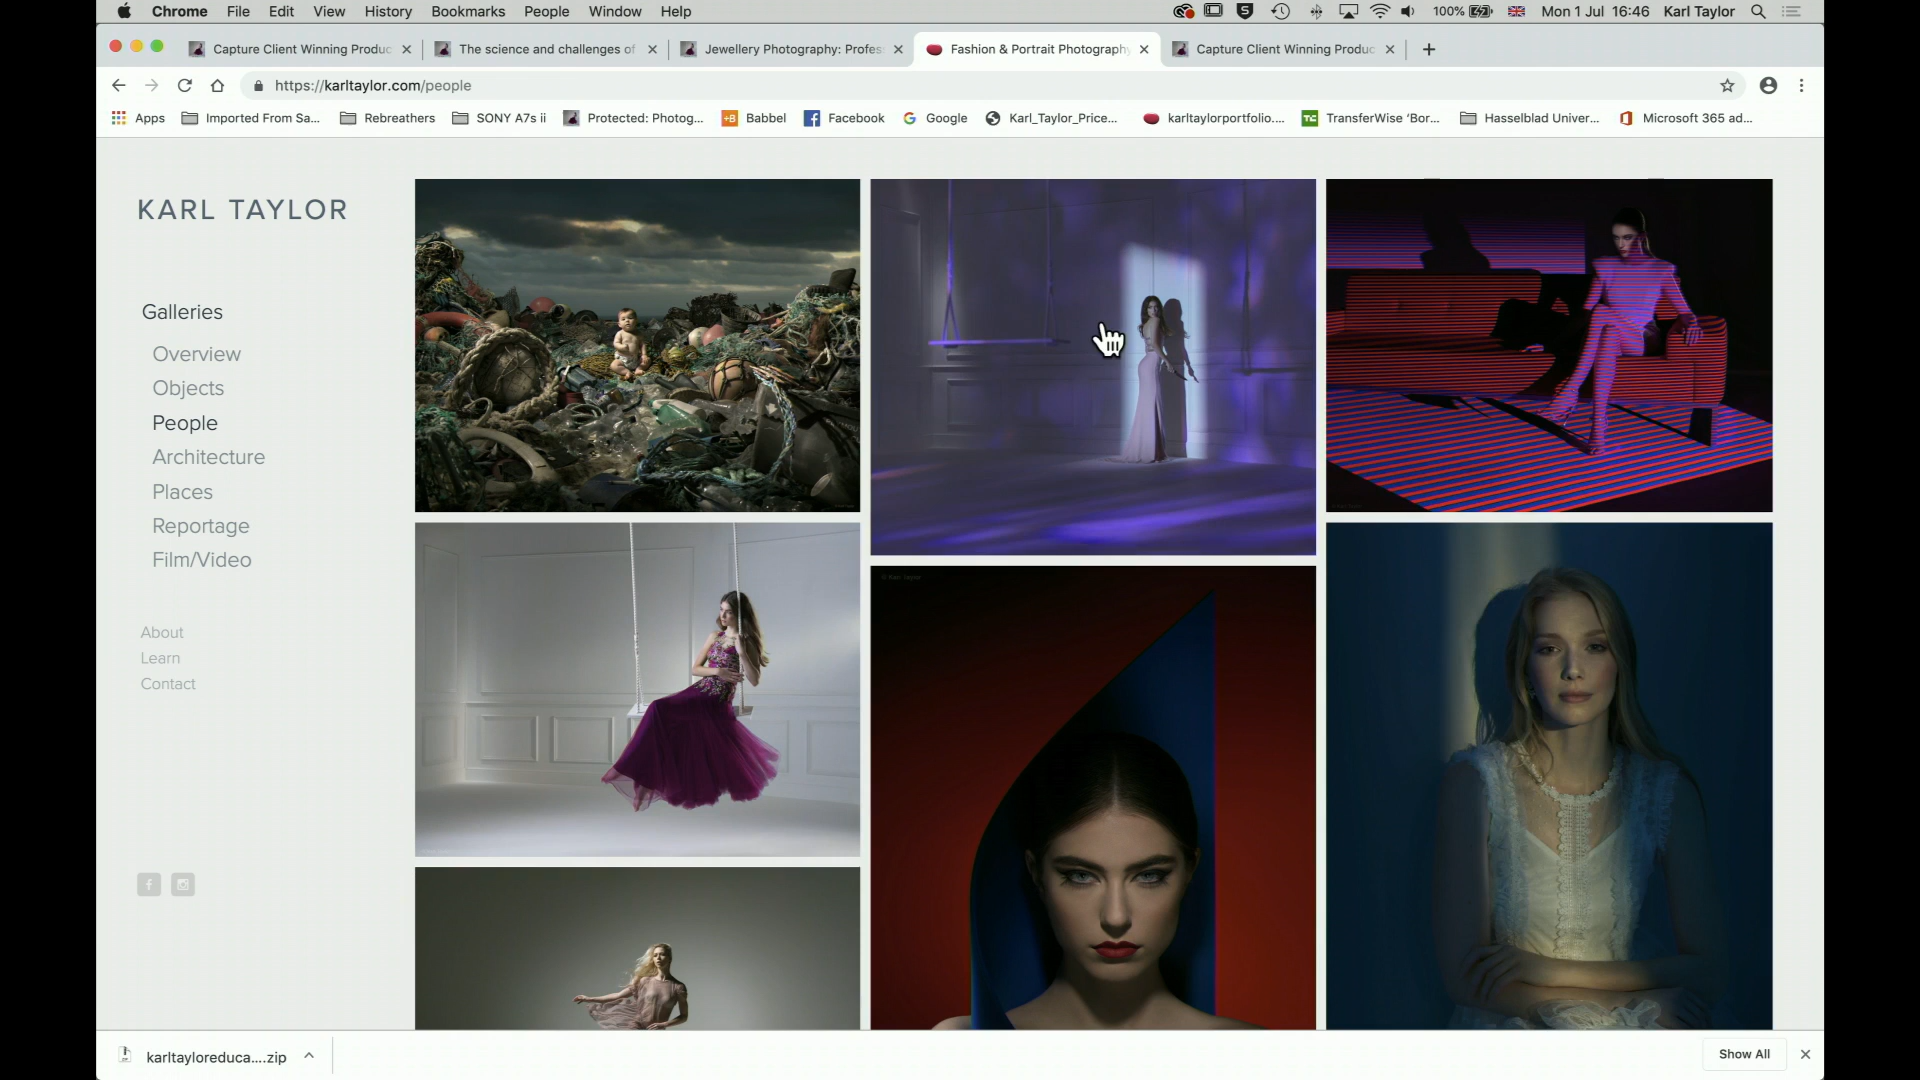 Chrome File Edit View History Bookmarks People Window Help 100% Mon 1 Jul 16:46 Karl Taylor
Capture Client Winning Produc The science and challenges of Jewellery Photography: Profes Fashion & Portrait Photography Capture Client Winning Produc
https://karltaylor.com/people
Apps Imported From Sa... Rebreathers SONY A7s ii Protected: Photog... +B Babbel Facebook Google Karl_Taylor_Price... karltaylorportfolio.... TransferWise ‘Bor... Hasselblad Univer... Microsoft 365 ad...
KARL TAYLOR
Galleries
Overview
Objects
People
Architecture
Places
Reportage
Film/Video
About
Learn
Contact
© Karl Taylor
karltayloreduca....zip Show All